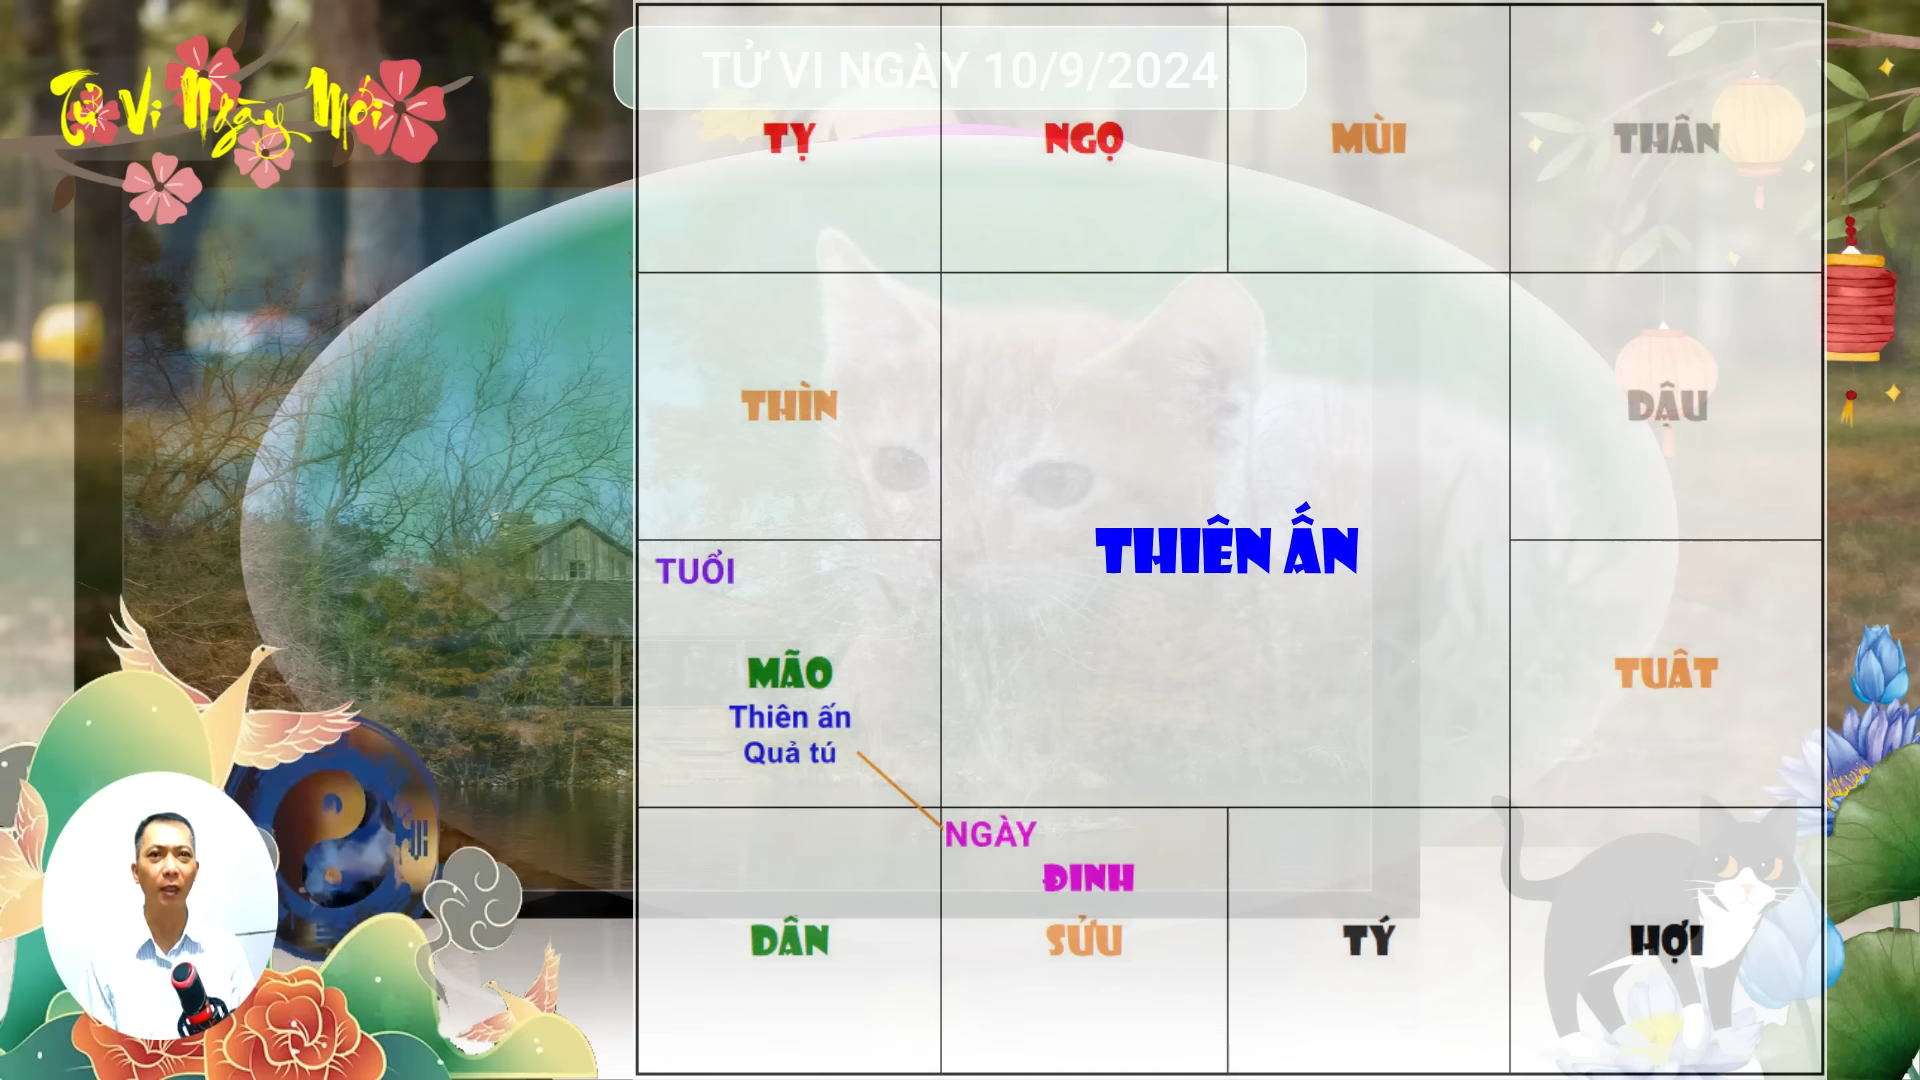 Tử Vi Ngày Mới
TỬ VI NGÀY 10/9/2024
TỴ
NGỌ
MÙI
THÂN
THÌN
DẬU
THIÊN ẤN
TUỔI
MÃO
Thiên ấn
Quả tú
TUẤT
NGÀY
ĐINH
DẦN
SỬU
TÝ
HỢI